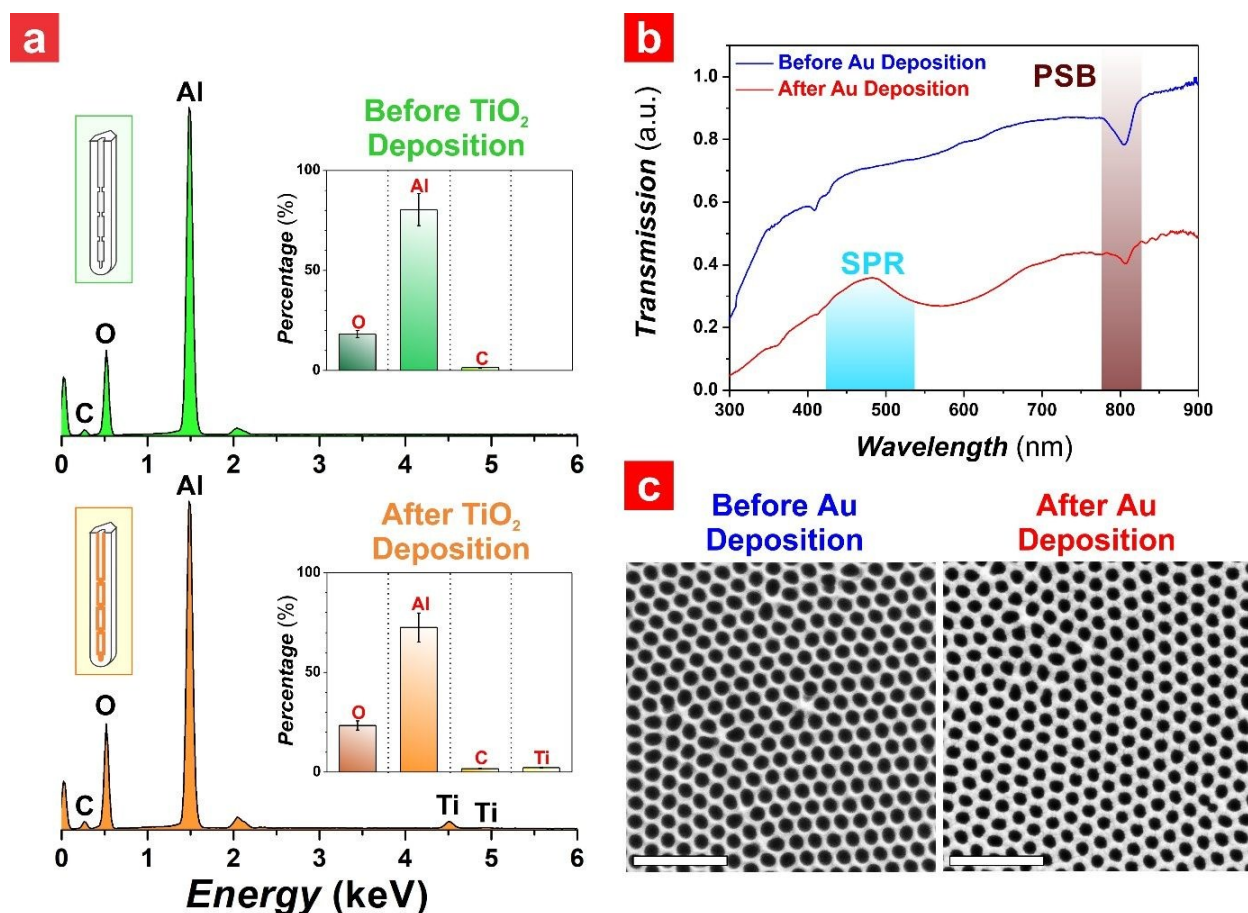 a
Al
O
C
Before TiO₂
Deposition
Percentage (%)
100
50
0
O
Al
C
0 1 2 3 4 5 6
Al
O
C
Ti
Ti
After TiO₂
Deposition
Percentage (%)
100
50
0
O
Al
C
Ti
0 1 2 3 4 5 6
Energy (keV)
b
Before Au Deposition
After Au Deposition
PSB
SPR
Transmission (a.u.)
1.0
0.8
0.6
0.4
0.2
0.0
300 400 500 600 700 800 900
Wavelength (nm)
c
Before Au
Deposition
After Au
Deposition